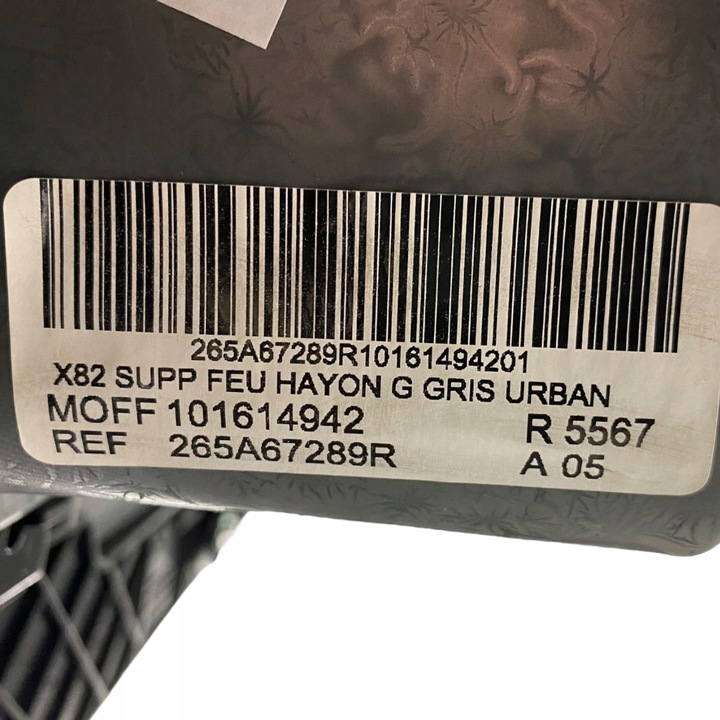 265A67289R10161494201
X82 SUPP FEU HAYON G GRIS URBAN
MOFF 101614942 R 5567
REF 265A67289R A 05